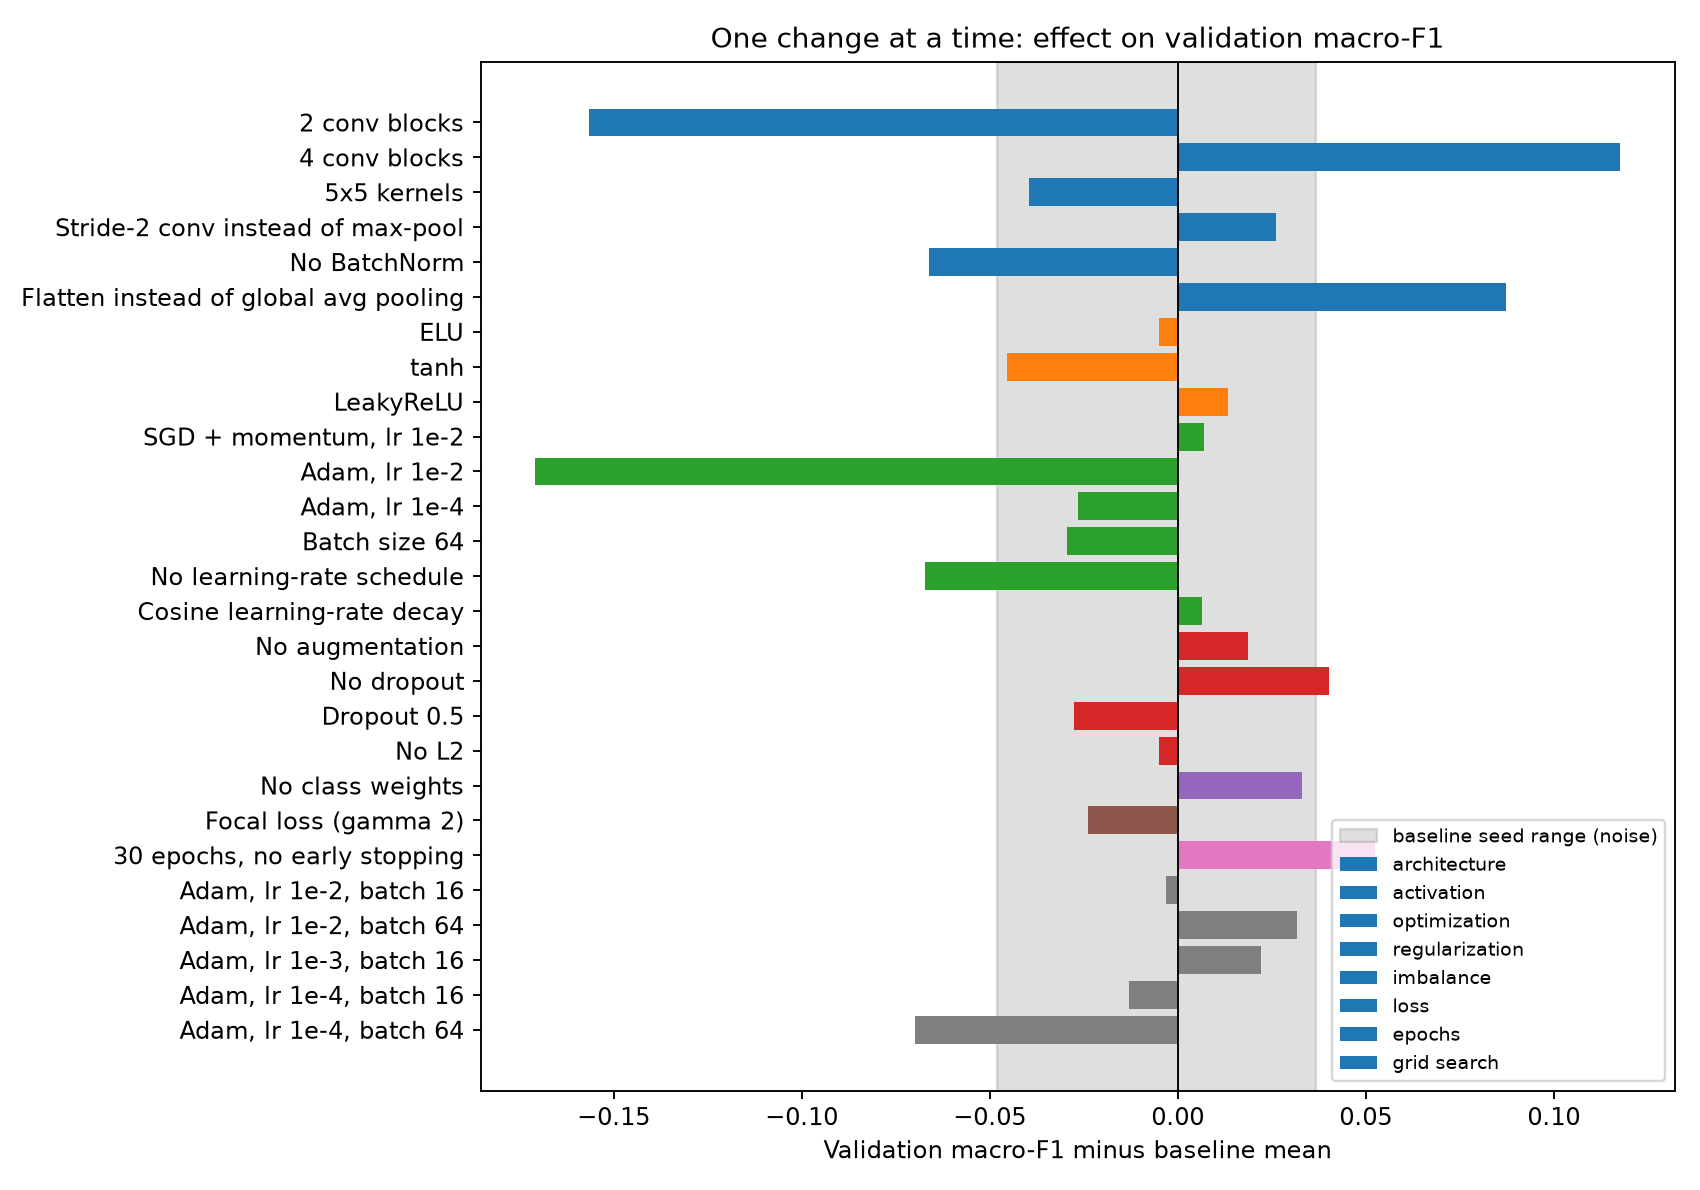 One change at a time: effect on validation macro-F1
2 conv blocks
4 conv blocks
5x5 kernels
Stride-2 conv instead of max-pool
No BatchNorm
Flatten instead of global avg pooling
ELU
tanh
LeakyReLU
SGD + momentum, lr 1e-2
Adam, lr 1e-2
Adam, lr 1e-4
Batch size 64
No learning-rate schedule
Cosine learning-rate decay
No augmentation
No dropout
Dropout 0.5
No L2
No class weights
Focal loss (gamma 2)
30 epochs, no early stopping
Adam, lr 1e-2, batch 16
Adam, lr 1e-2, batch 64
Adam, lr 1e-3, batch 16
Adam, lr 1e-4, batch 16
Adam, lr 1e-4, batch 64
baseline seed range (noise)
architecture
activation
optimization
regularization
imbalance
loss
epochs
grid search
−0.15 −0.10 −0.05 0.00 0.05 0.10
Validation macro-F1 minus baseline mean